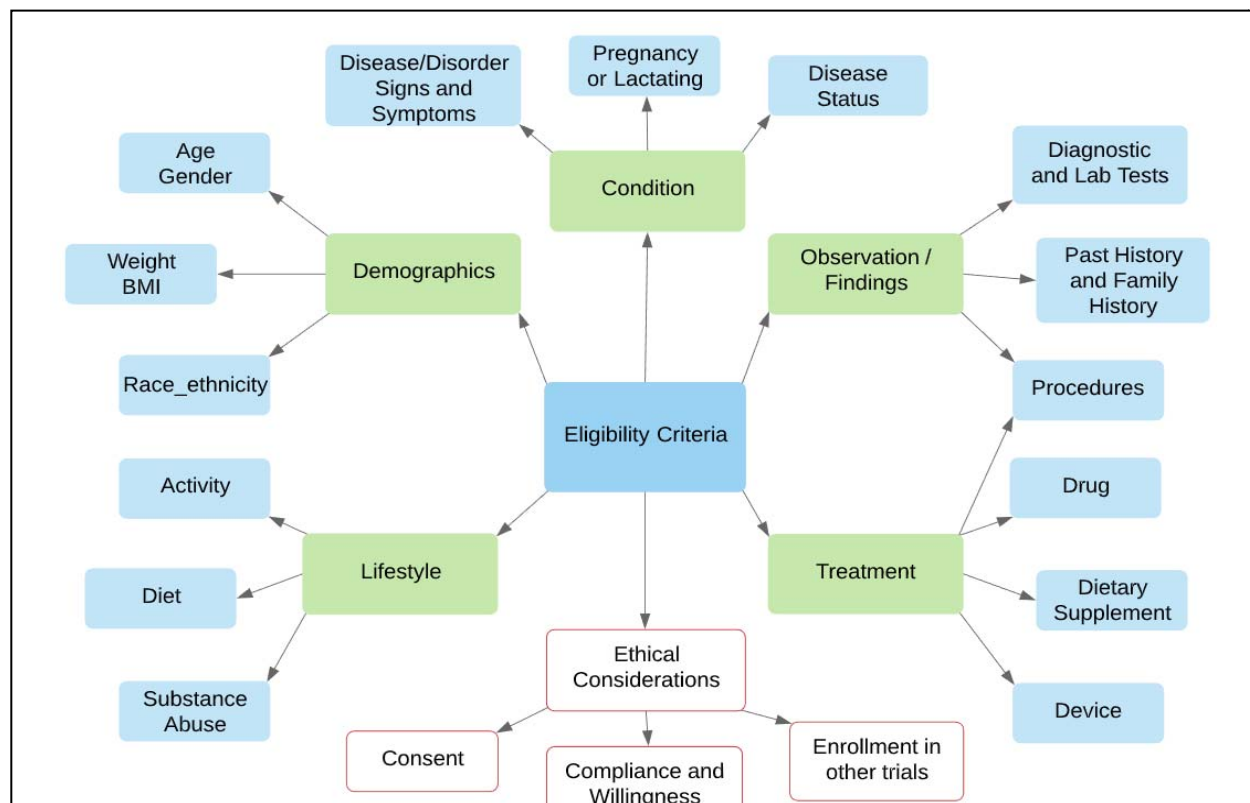 Disease/Disorder
Signs and
Symptoms
Pregnancy
or Lactating
Disease
Status
Age
Gender
Condition
Diagnostic
and Lab Tests
Weight
BMI
Demographics
Observation /
Findings
Past History
and Family
History
Race_ethnicity
Eligibility Criteria
Procedures
Activity
Drug
Lifestyle
Treatment
Diet
Dietary
Supplement
Ethical
Considerations
Substance
Abuse
Device
Consent
Compliance and
Willingness
Enrollment in
other trials